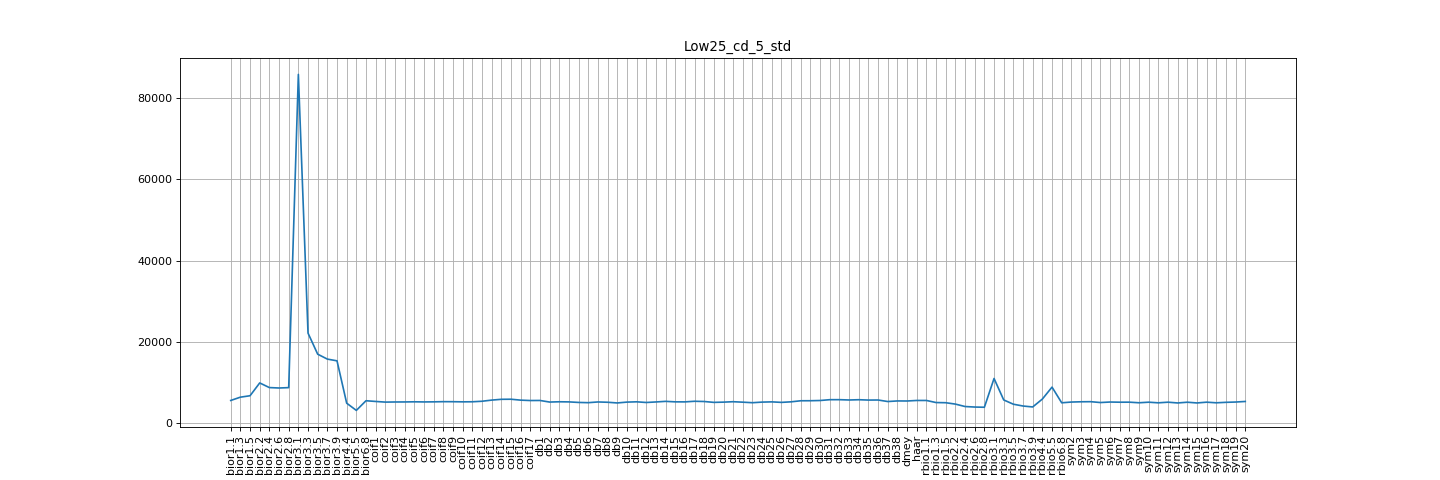 Low25_cd_5_std
80000
60000
40000
20000
0
bior1.1
bior1.3
bior1.5
bior2.2
bior2.4
bior2.6
bior2.8
bior3.1
bior3.3
bior3.5
bior3.7
bior3.9
bior4.4
bior5.5
bior6.8
coif1
coif2
coif3
coif4
coif5
coif6
coif7
coif8
coif9
coif10
coif11
coif12
coif13
coif14
coif15
coif16
coif17
db1
db2
db3
db4
db5
db6
db7
db8
db9
db10
db11
db12
db13
db14
db15
db16
db17
db18
db19
db20
db21
db22
db23
db24
db25
db26
db27
db28
db29
db30
db31
db32
db33
db34
db35
db36
db37
db38
dmey
haar
rbio1.1
rbio1.3
rbio1.5
rbio2.2
rbio2.4
rbio2.6
rbio2.8
rbio3.1
rbio3.3
rbio3.5
rbio3.7
rbio3.9
rbio4.4
rbio5.5
rbio6.8
sym2
sym3
sym4
sym5
sym6
sym7
sym8
sym9
sym10
sym11
sym12
sym13
sym14
sym15
sym16
sym17
sym18
sym19
sym20